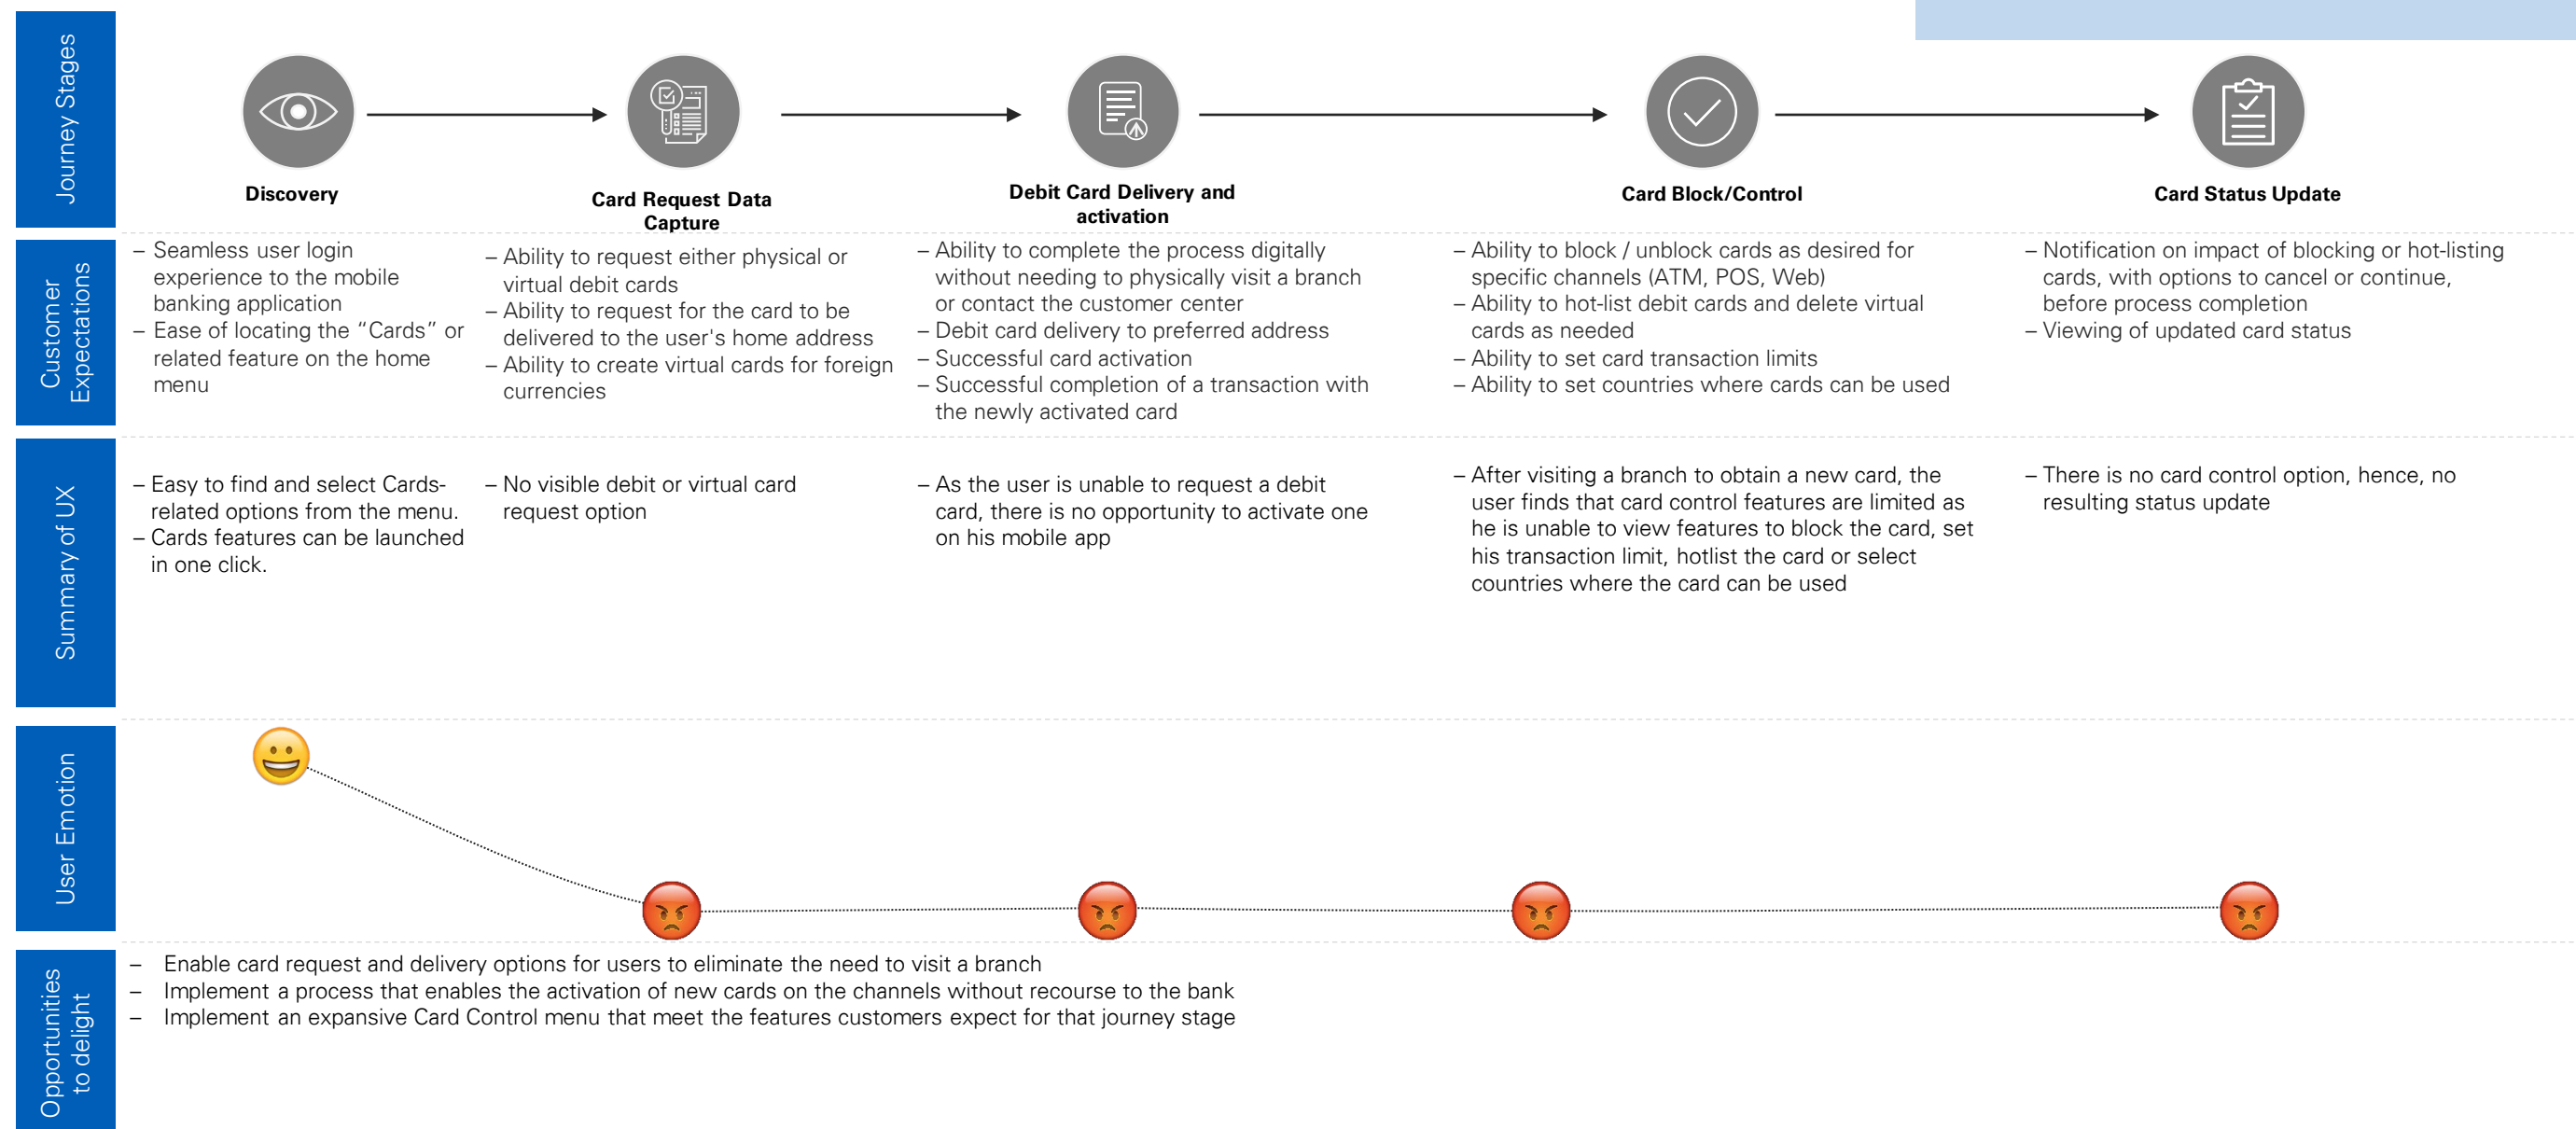 Journey Stages
Discovery
Card Request Data
Capture
Debit Card Delivery and
activation
Card Block/Control
Card Status Update
Customer
Expectations
– Seamless user login
experience to the mobile
banking application
– Ease of locating the “Cards” or
related feature on the home
menu
– Ability to request either physical or
virtual debit cards
– Ability to request for the card to be
delivered to the user's home address
– Ability to create virtual cards for foreign
currencies
– Ability to complete the process digitally
without needing to physically visit a branch
or contact the customer center
– Debit card delivery to preferred address
– Successful card activation
– Successful completion of a transaction with
the newly activated card
– Ability to block / unblock cards as desired for
specific channels (ATM, POS, Web)
– Ability to hot-list debit cards and delete virtual
cards as needed
– Ability to set card transaction limits
– Ability to set countries where cards can be used
– Notification on impact of blocking or hot-listing
cards, with options to cancel or continue,
before process completion
– Viewing of updated card status
Summary of UX
– Easy to find and select Cards-
related options from the menu.
– Cards features can be launched
in one click.
– No visible debit or virtual card
request option
– As the user is unable to request a debit
card, there is no opportunity to activate one
on his mobile app
– After visiting a branch to obtain a new card, the
user finds that card control features are limited as
he is unable to view features to block the card, set
his transaction limit, hotlist the card or select
countries where the card can be used
– There is no card control option, hence, no
resulting status update
User Emotion
Opportunities
to delight
– Enable card request and delivery options for users to eliminate the need to visit a branch
– Implement a process that enables the activation of new cards on the channels without recourse to the bank
– Implement an expansive Card Control menu that meet the features customers expect for that journey stage